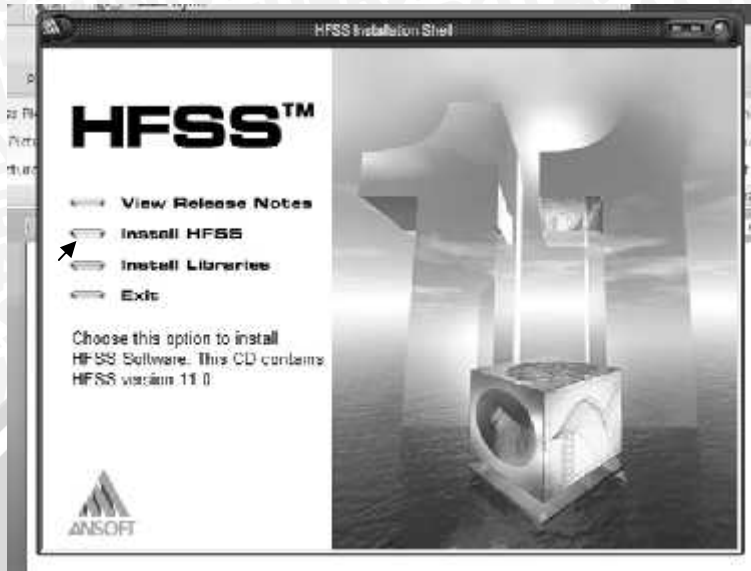 HFSS Installation Shell
HFSS™
View Release Notes
Install HFSS
Install Libraries
Exit
Choose this option to install
HFSS Software. This CD contains
HFSS version 11.0
ANSOFT